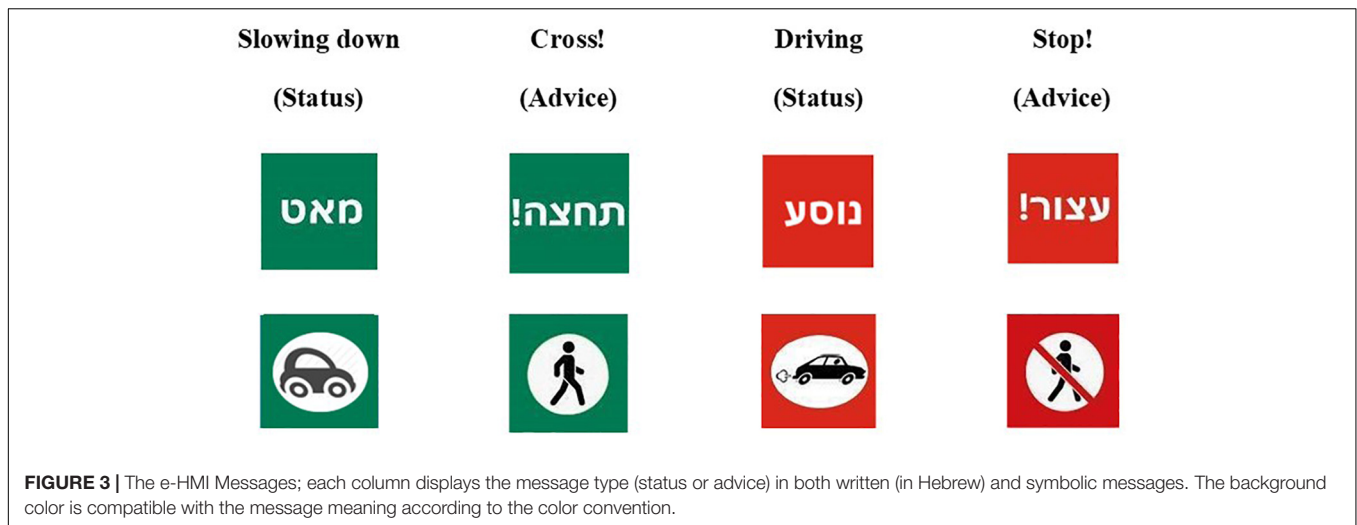 Slowing down Cross! Driving Stop!
(Status) (Advice) (Status) (Advice)
מאט תחצה! נוסע עצור!
FIGURE 3 | The e-HMI Messages; each column displays the message type (status or advice) in both written (in Hebrew) and symbolic messages. The background
color is compatible with the message meaning according to the color convention.